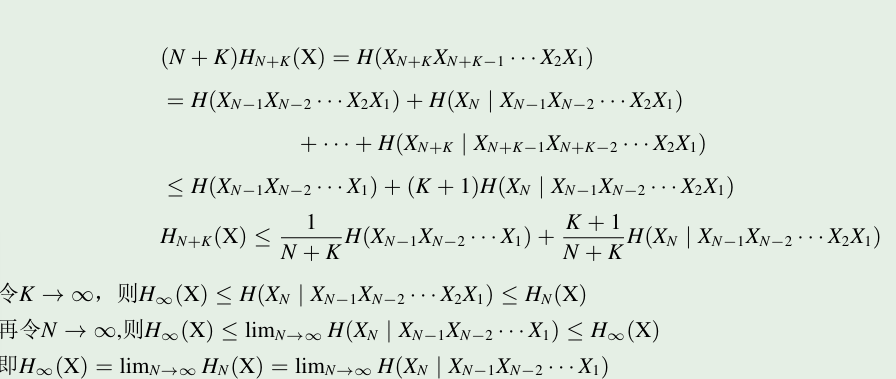 (N + K)H_{N+K}(X) = H(X_{N+K}X_{N+K−1} ··· X_2X_1)
= H(X_{N−1}X_{N−2} ··· X_2X_1) + H(X_N | X_{N−1}X_{N−2} ··· X_2X_1)
+ ··· + H(X_{N+K} | X_{N+K−1}X_{N+K−2} ··· X_2X_1)
≤ H(X_{N−1}X_{N−2} ··· X_1) + (K + 1)H(X_N | X_{N−1}X_{N−2} ··· X_2X_1)
H_{N+K}(X) ≤ \frac{1}{N + K}H(X_{N−1}X_{N−2} ··· X_1) + \frac{K + 1}{N + K}H(X_N | X_{N−1}X_{N−2} ··· X_2X_1)
令K → ∞，则H_∞(X) ≤ H(X_N | X_{N−1}X_{N−2} ··· X_2X_1) ≤ H_N(X)
再令N → ∞,则H_∞(X) ≤ lim_{N→∞} H(X_N | X_{N−1}X_{N−2} ··· X_1) ≤ H_∞(X)
即H_∞(X) = lim_{N→∞} H_N(X) = lim_{N→∞} H(X_N | X_{N−1}X_{N−2} ··· X_1)